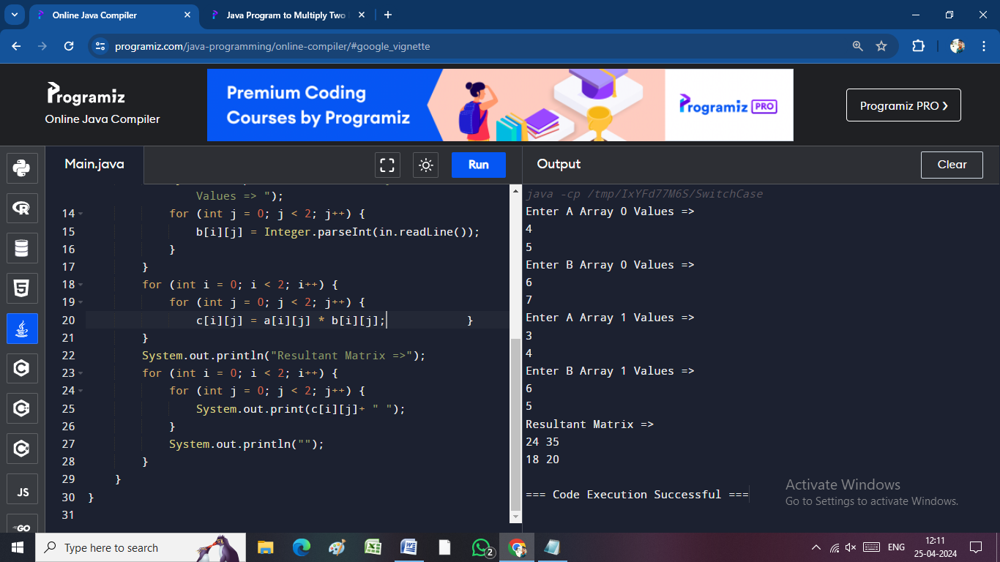 Online Java Compiler
Java Program to Multiply Two
programiz.com/java-programming/online-compiler/#google_vignette
Programiz
Online Java Compiler
Premium Coding
Courses by Programiz
Programiz PRO
Programiz PRO ❯
Main.java
Run
Output
Clear
Values => ");
14 for (int j = 0; j < 2; j++) {
15 b[i][j] = Integer.parseInt(in.readLine());
16 }
17 }
18 for (int i = 0; i < 2; i++) {
19 for (int j = 0; j < 2; j++) {
20 c[i][j] = a[i][j] * b[i][j]; }
21 }
22 System.out.println("Resultant Matrix =>");
23 for (int i = 0; i < 2; i++) {
24 for (int j = 0; j < 2; j++) {
25 System.out.print(c[i][j]+ " ");
26 }
27 System.out.println("");
28 }
29 }
30 }
31
java -cp /tmp/IxYFd77M6S/SwitchCase
Enter A Array 0 Values =>
4
5
Enter B Array 0 Values =>
6
7
Enter A Array 1 Values =>
3
4
Enter B Array 1 Values =>
6
5
Resultant Matrix =>
24 35
18 20
=== Code Execution Successful ===
Activate Windows
Go to Settings to activate Windows.
JS
GO
Type here to search
2
ENG
12:11
25-04-2024